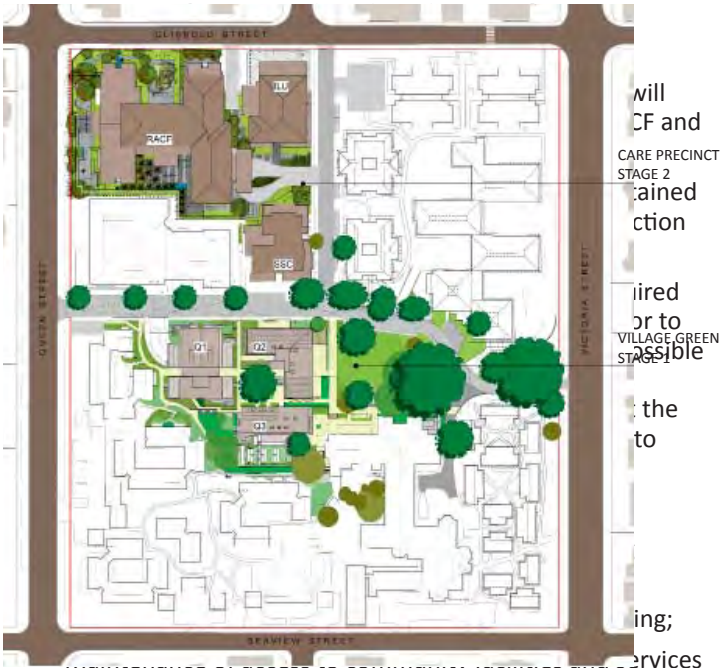 CLISSOLD STREET
ILU
will
RACF
CF and
CARE PRECINCT
STAGE 2
tained
ction
SSC
QUEEN STREET
VICTORIA STREET
ired
or to
Q1
Q2
VILLAGE GREEN
ossible
STAGE 1
t the
Q3
to
ing;
SEAVIEW STREET
ervices